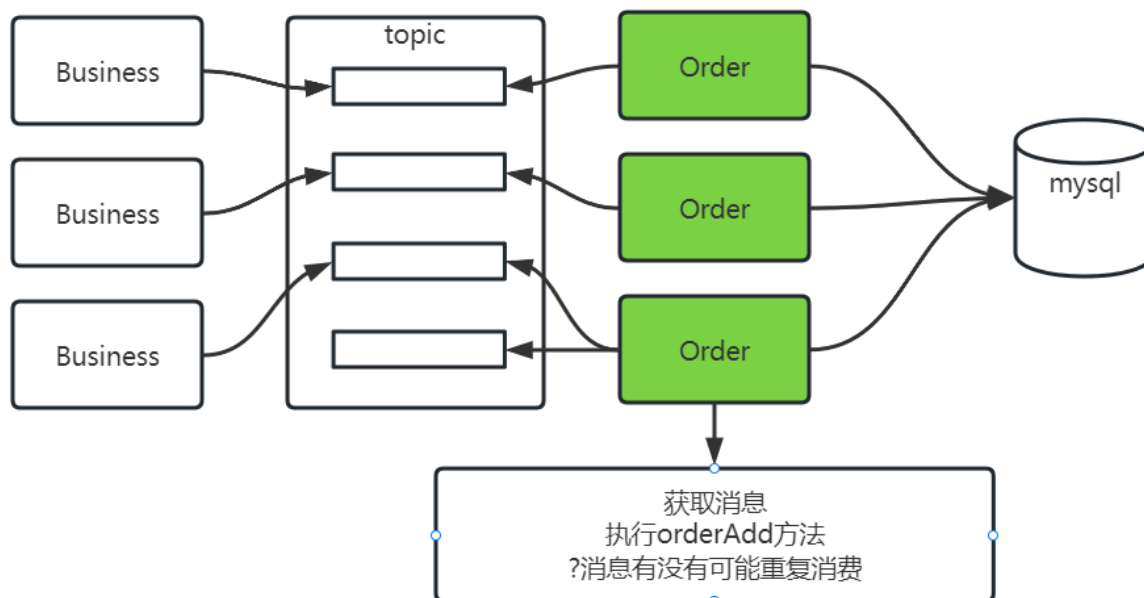 topic
Business
Order
Business
Order
mysql
Business
Order
获取消息
执行orderAdd方法
?消息有没有可能重复消费